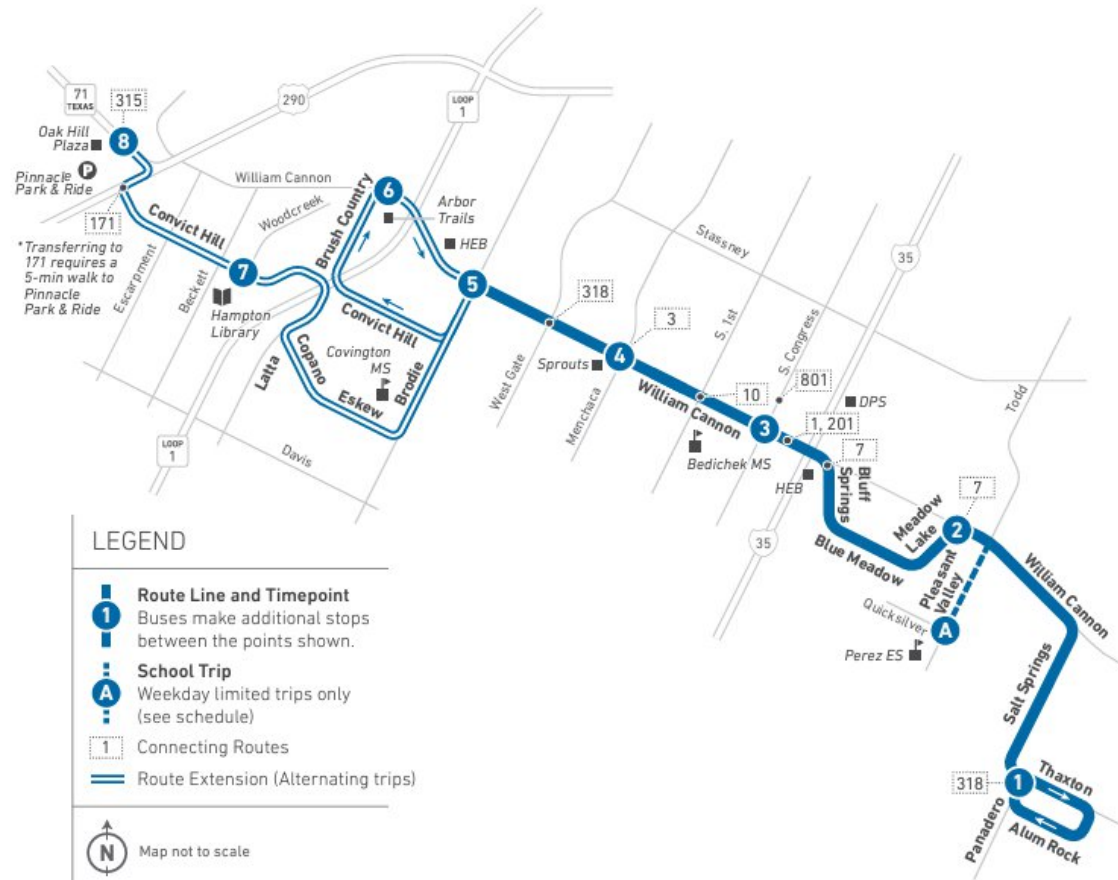 71
TEXAS
315
290
LOOP
1
Oak Hill
Plaza
8
Pinnacle
Park & Ride
P
171
*Transferring to
171 requires a
5-min walk to
Pinnacle
Park & Ride
William Cannon
Convict Hill
Woodcreek
Brush Country
6
Arbor
Trails
HEB
5
7
Hampton
Library
Escarpment
Beckett
Convict Hill
Covington
MS
Latta
Copano
Eskew
Brodie
Davis
LOOP
1
West Gate
318
Sprouts
4
3
Menchaca
William Cannon
S. 1st
10
Bedichek MS
Stassney
S. Congress
801
35
3
1, 201
DPS
HEB
7
Bluff
Springs
35
Blue Meadow
Meadow
Lake
2
7
Todd
Pleasant
Valley
Quicksilver
A
Perez ES
William Cannon
Salt Springs
318
1
Thaxton
Panadero
Alum Rock
LEGEND
1
Route Line and Timepoint
Buses make additional stops
between the points shown.
A
School Trip
Weekday limited trips only
(see schedule)
1
Connecting Routes
Route Extension (Alternating trips)
N
Map not to scale